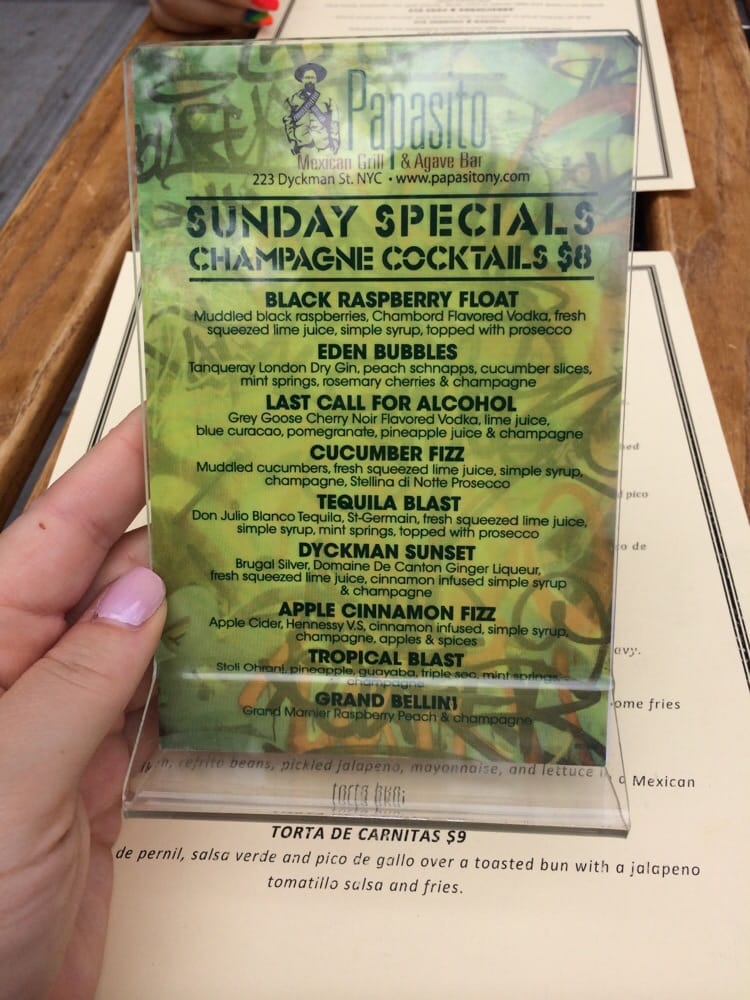 Papasito
Mexican Grill & Agave Bar
223 Dyckman St. NYC • www.papasitony.com
SUNDAY SPECIALS
CHAMPAGNE COCKTAILS $8
BLACK RASPBERRY FLOAT
Muddled black raspberries, Chambord Flavored Vodka, fresh
squeezed lime juice, simple syrup, topped with prosecco
EDEN BUBBLES
Tanqueray London Dry Gin, peach schnapps, cucumber slices,
mint springs, rosemary cherries & champagne
LAST CALL FOR ALCOHOL
Grey Goose Cherry Noir Flavored Vodka, lime juice,
blue curacao, pomegranate, pineapple juice & champagne
CUCUMBER FIZZ
Muddled cucumbers, fresh squeezed lime juice, simple syrup,
champagne, Stellina di Notte Prosecco
TEQUILA BLAST
Don Julio Blanco Tequila, St-Germain, fresh squeezed lime juice,
simple syrup, mint springs, topped with prosecco
DYCKMAN SUNSET
Brugal Silver, Domaine De Canton Ginger Liqueur,
fresh squeezed lime juice, cinnamon infused simple syrup
& champagne
APPLE CINNAMON FIZZ
Apple Cider, Hennessy V.S, cinnamon infused, simple syrup,
champagne, apples & spices
TROPICAL BLAST
Stoli Ohranj, pineapple, guayaba, triple sec, mint springs
champagne
GRAND BELLINI
Grand Marnier Raspberry Peach & champagne
pico
de
ome fries
refrito beans, pickled jalapeno, mayonnaise, and lettuce Mexican
torta
TORTA DE CARNITAS $9
de pernil, salsa verde and pico de gallo over a toasted bun with a jalapeno
tomatillo salsa and fries.